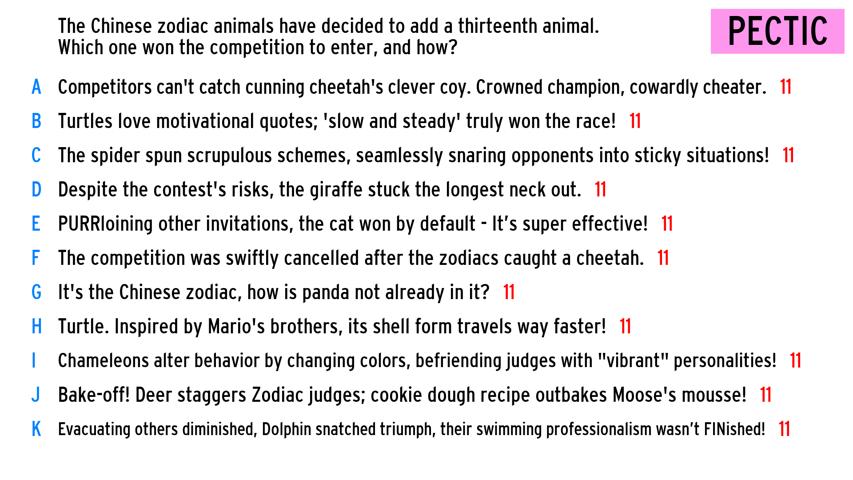 The Chinese zodiac animals have decided to add a thirteenth animal.
Which one won the competition to enter, and how?
PECTIC
A Competitors can't catch cunning cheetah's clever coy. Crowned champion, cowardly cheater. 11
B Turtles love motivational quotes; 'slow and steady' truly won the race! 11
C The spider spun scrupulous schemes, seamlessly snaring opponents into sticky situations! 11
D Despite the contest's risks, the giraffe stuck the longest neck out. 11
E PURRloining other invitations, the cat won by default - It’s super effective! 11
F The competition was swiftly cancelled after the zodiacs caught a cheetah. 11
G It's the Chinese zodiac, how is panda not already in it? 11
H Turtle. Inspired by Mario's brothers, its shell form travels way faster! 11
I Chameleons alter behavior by changing colors, befriending judges with "vibrant" personalities! 11
J Bake-off! Deer staggers Zodiac judges; cookie dough recipe outbakes Moose's mousse! 11
K Evacuating others diminished, Dolphin snatched triumph, their swimming professionalism wasn’t FINished! 11